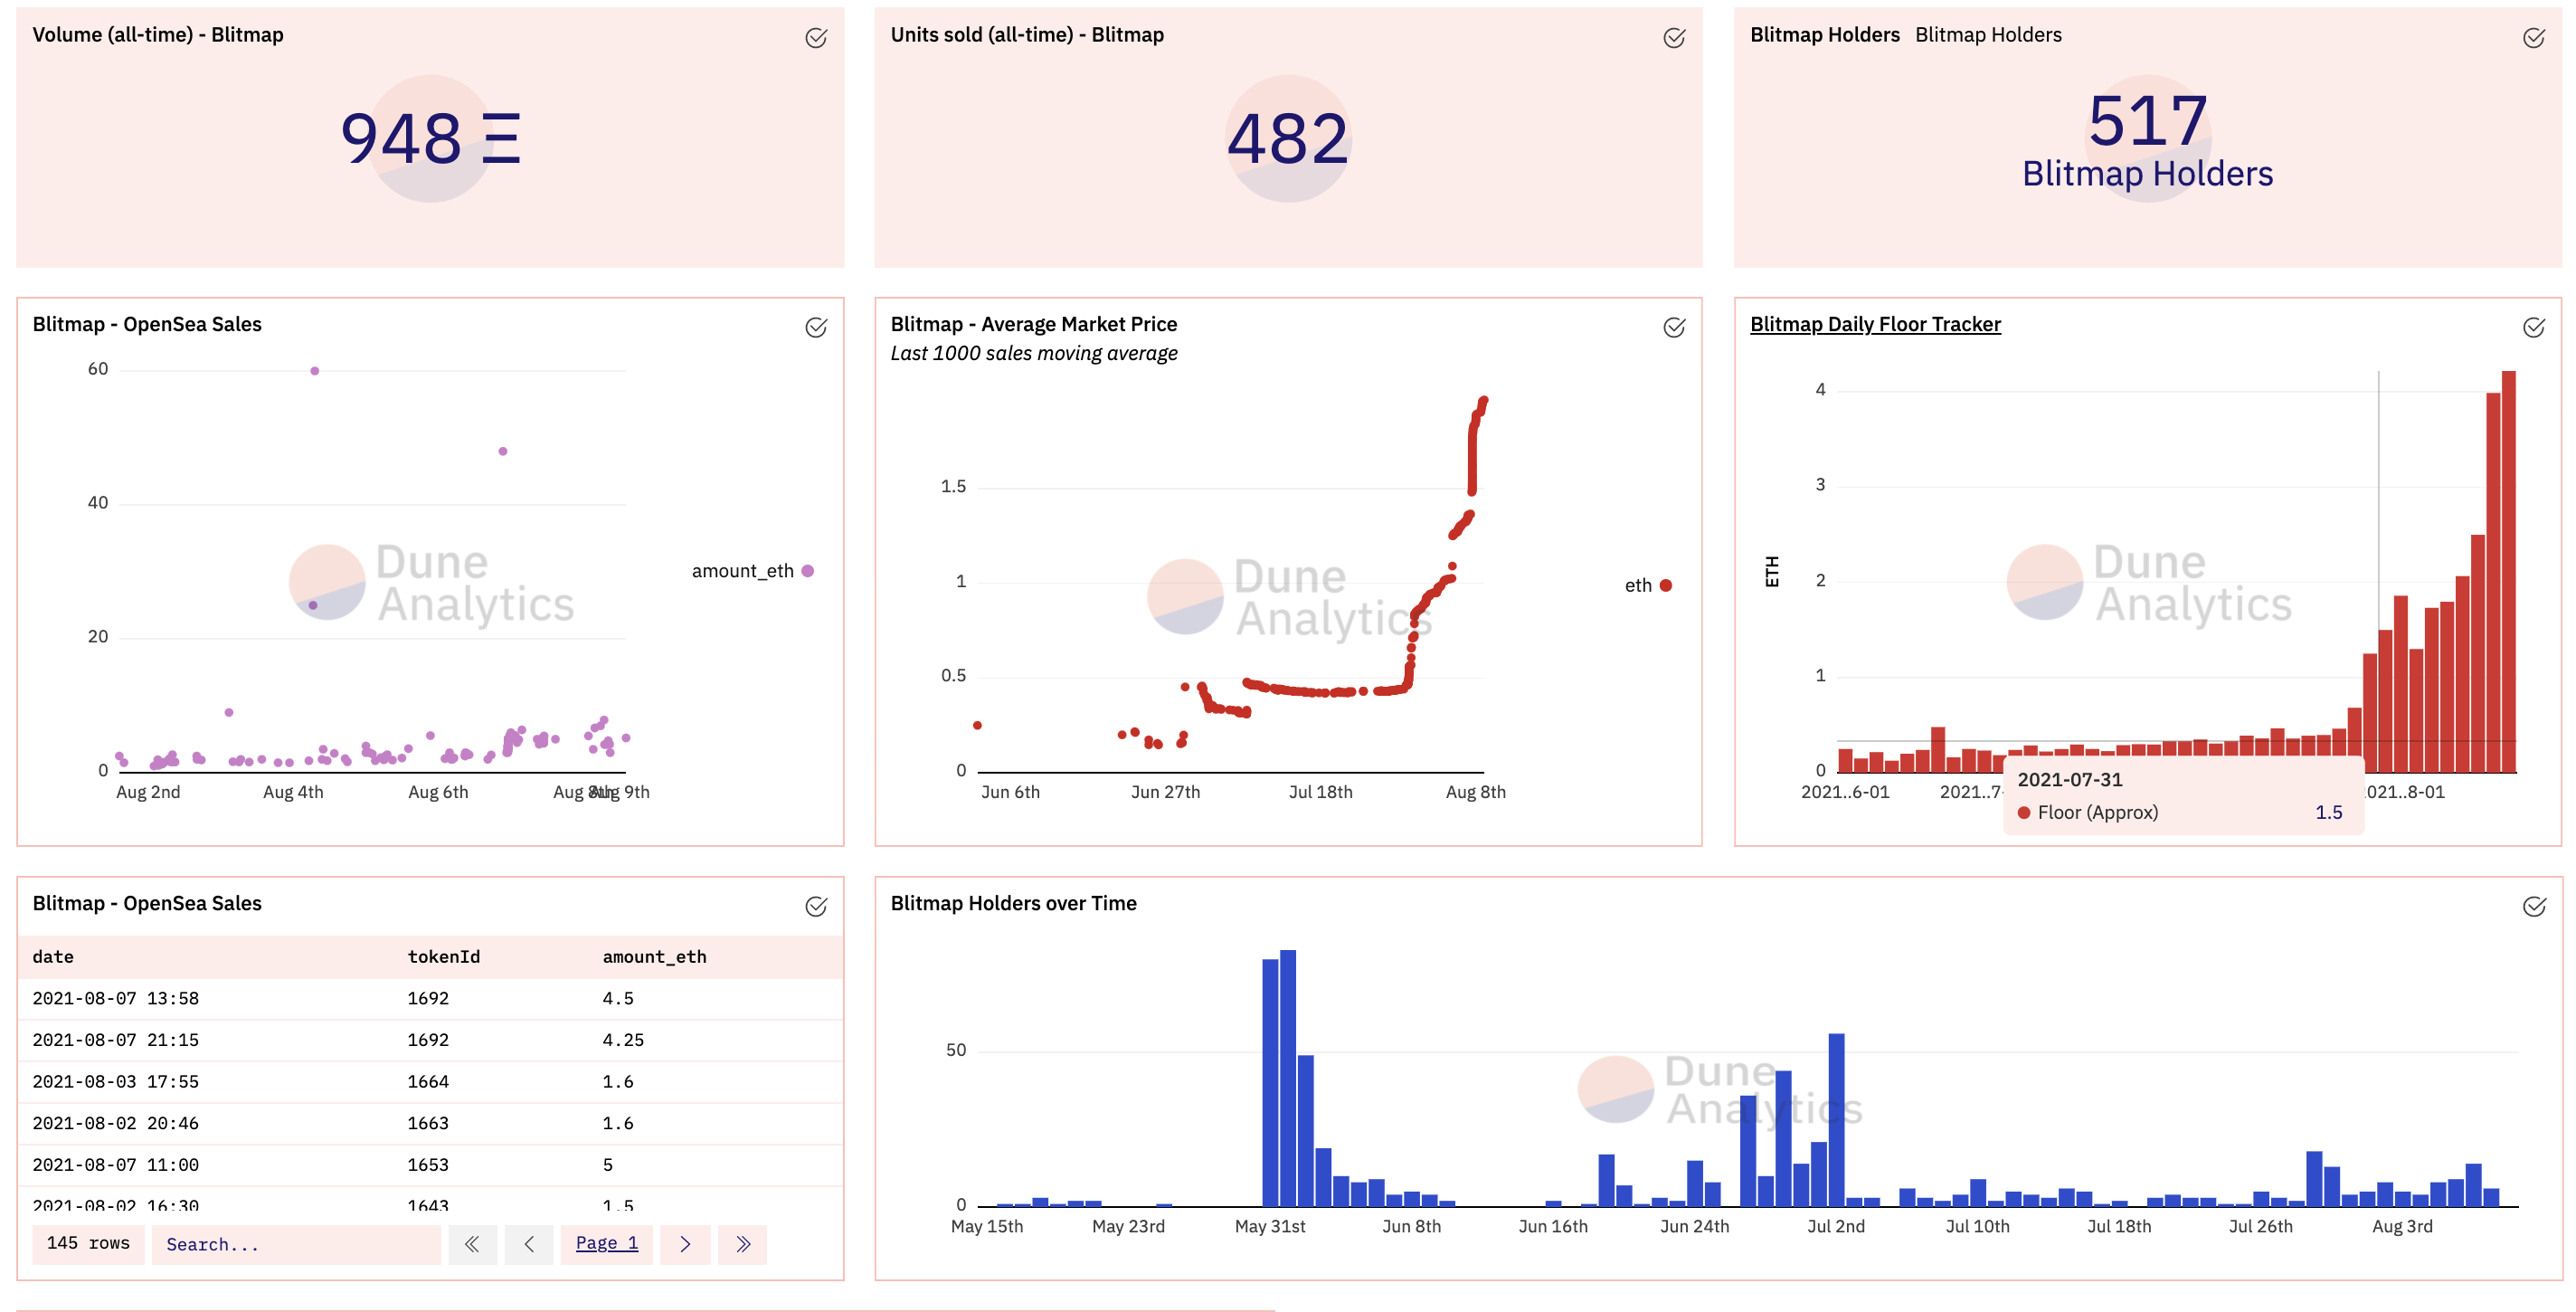 Volume (all-time) - Blitmap
948 Ξ
Units sold (all-time) - Blitmap
482
Blitmap Holders Blitmap Holders
517
Blitmap Holders
Blitmap - OpenSea Sales
60
40
20
0
Dune
Analytics
amount_eth
Aug 2nd Aug 4th Aug 6th Aug 8th Aug 9th
Blitmap - Average Market Price
Last 1000 sales moving average
1.5
1
0.5
0
Dune
Analytics
eth
Jun 6th Jun 27th Jul 18th Aug 8th
Blitmap Daily Floor Tracker
4
3
2
1
0
ETH
Dune
Analytics
2021..6-01 2021..7- 2021..8-01
2021-07-31
Floor (Approx) 1.5
Blitmap - OpenSea Sales
date tokenId amount_eth
2021-08-07 13:58 1692 4.5
2021-08-07 21:15 1692 4.25
2021-08-03 17:55 1664 1.6
2021-08-02 20:46 1663 1.6
2021-08-07 11:00 1653 5
2021-08-02 16:30 1643 1.5
145 rows Search... Page 1
Blitmap Holders over Time
50
0
Dune
Analytics
May 15th May 23rd May 31st Jun 8th Jun 16th Jun 24th Jul 2nd Jul 10th Jul 18th Jul 26th Aug 3rd